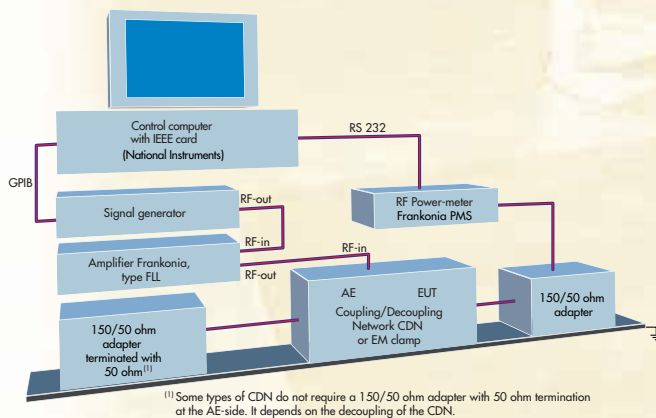 Control computer
with IEEE card
(National Instruments)
RS 232
GPIB
RF-out
Signal generator
RF Power-meter
Frankonia PMS
RF-in
RF-in
Amplifier Frankonia,
type FLL
RF-out
AE EUT
Coupling/Decoupling
Network CDN
or EM clamp
150/50 ohm
adapter
150/50 ohm
adapter
terminated with
50 ohm(1)
(1) Some types of CDN do not require a 150/50 ohm adapter with 50 ohm termination
at the AE-side. It depends on the decoupling of the CDN.